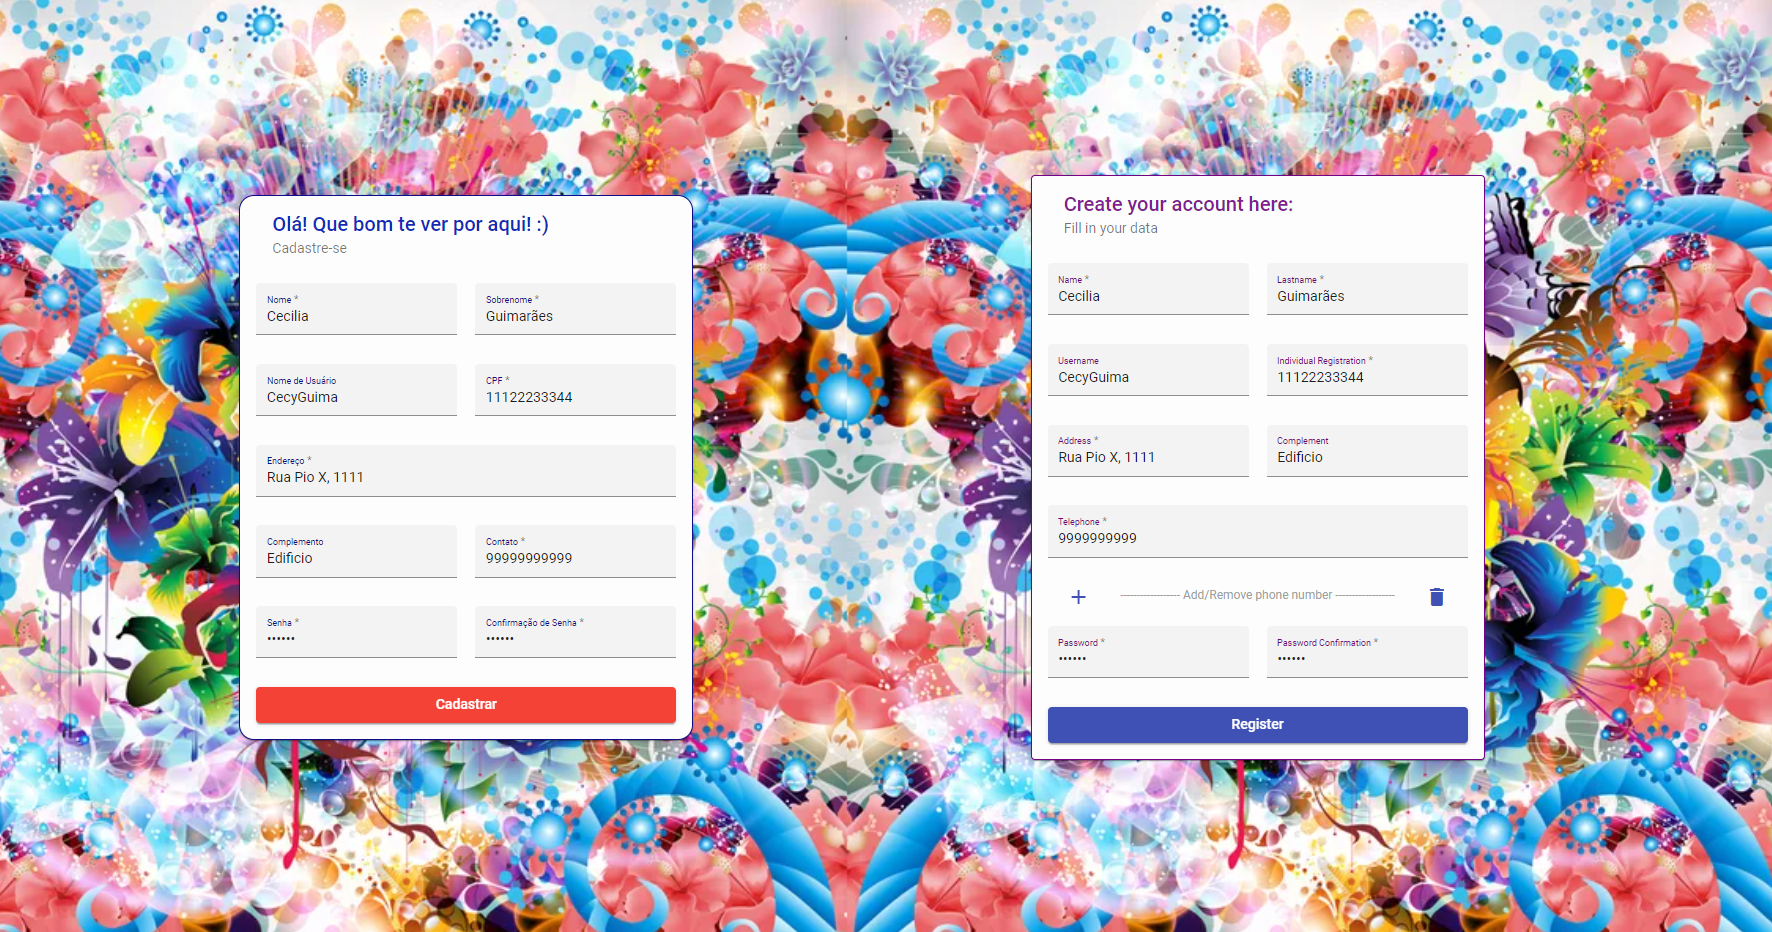 Olá! Que bom te ver por aqui! :)
Cadastre-se
Nome *
Cecilia
Sobrenome *
Guimarães
Nome de Usuário
CecyGuima
CPF *
11122233344
Endereço *
Rua Pio X, 1111
Complemento
Edificio
Contato *
99999999999
Senha *
••••••
Confirmação de Senha *
••••••
Cadastrar
Create your account here:
Fill in your data
Name *
Cecilia
Lastname *
Guimarães
Username
CecyGuima
Individual Registration *
11122233344
Address *
Rua Pio X, 1111
Complement
Edificio
Telephone *
9999999999
Add/Remove phone number
Password *
••••••
Password Confirmation *
••••••
Register